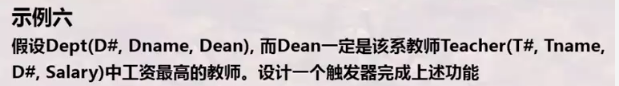 示例六
假设Dept(D#, Dname, Dean), 而Dean一定是该系教师Teacher(T#, Tname,
D#, Salary)中工资最高的教师。设计一个触发器完成上述功能